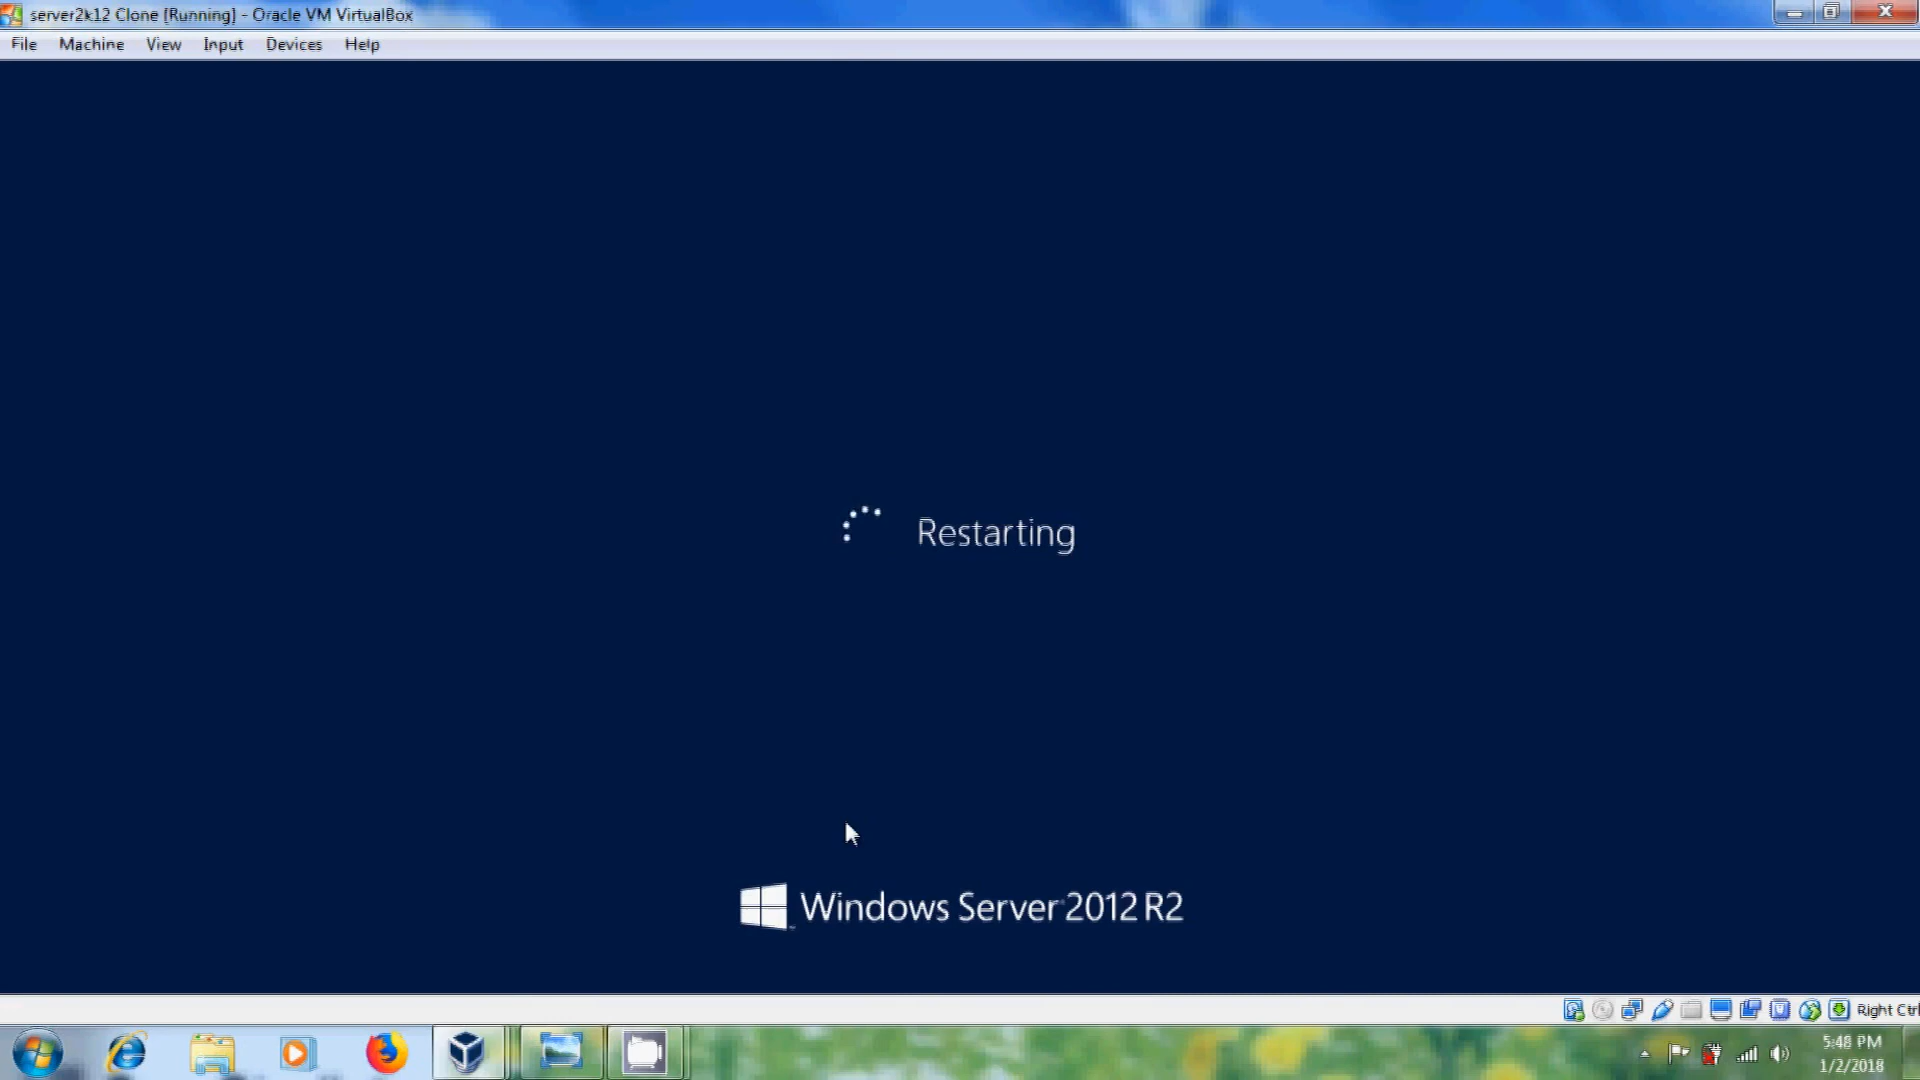 server2k12 Clone [Running] - Oracle VM VirtualBox
File Machine View Input Devices Help
Restarting
Windows Server 2012 R2
Right Ctrl
5:48 PM
1/2/2018